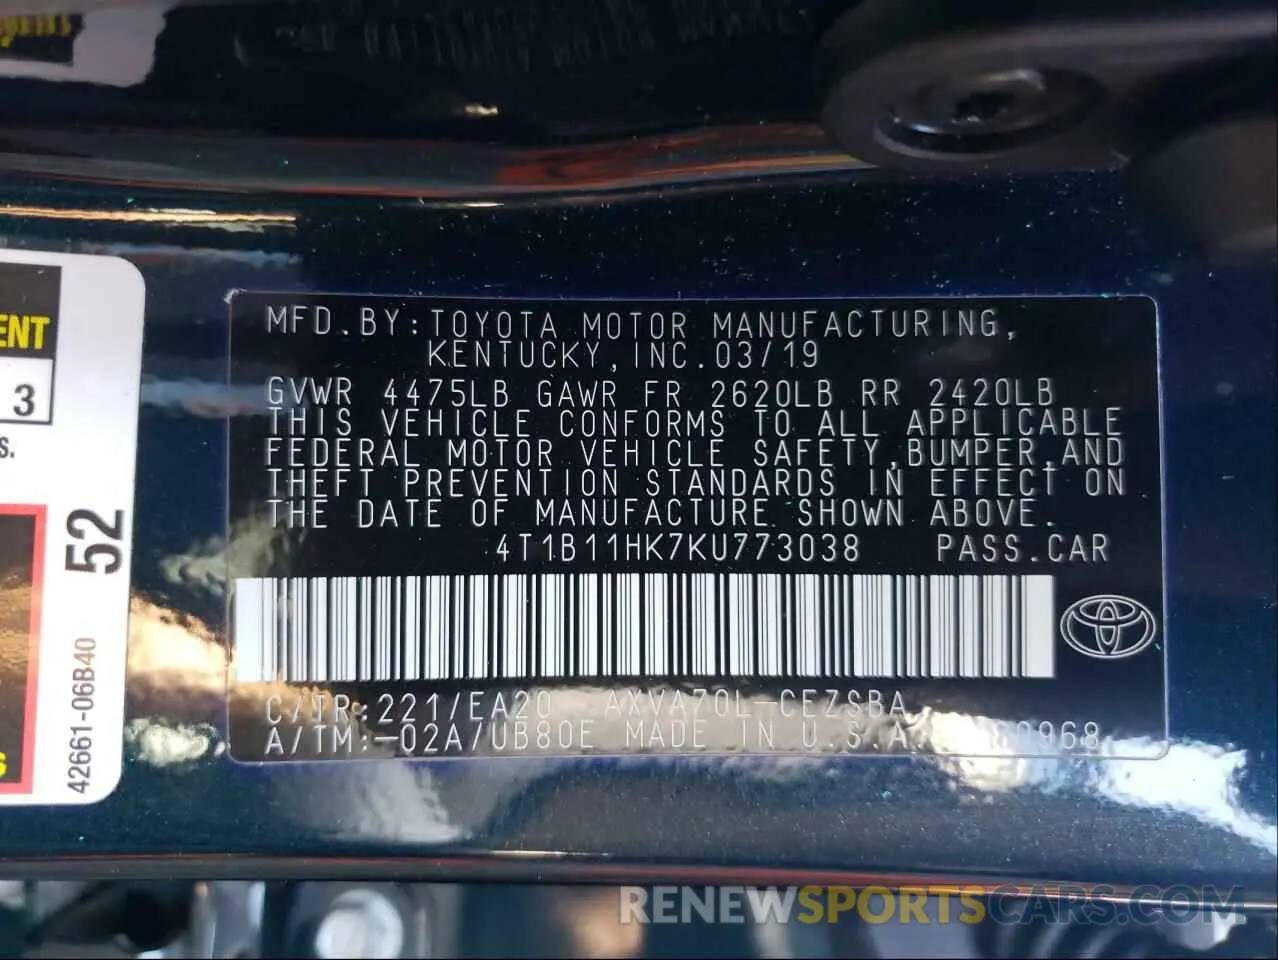 MFD.BY:TOYOTA MOTOR MANUFACTURING,
KENTUCKY,INC.03/19
GVWR 4475LB GAWR FR 2620LB RR 2420LB
THIS VEHICLE CONFORMS TO ALL APPLICABLE
FEDERAL MOTOR VEHICLE SAFETY,BUMPER,AND
THEFT PREVENTION STANDARDS IN EFFECT ON
THE DATE OF MANUFACTURE SHOWN ABOVE.
4T1B11HK7KU773038 PASS.CAR
C/TR:221/EA20 AXVA70L-CEZSBA
A/TM:-02A/UB80E MADE IN U.S.A.
ENT
3
S.
52
42661-06B40
RENEWSPORTSCARS.COM